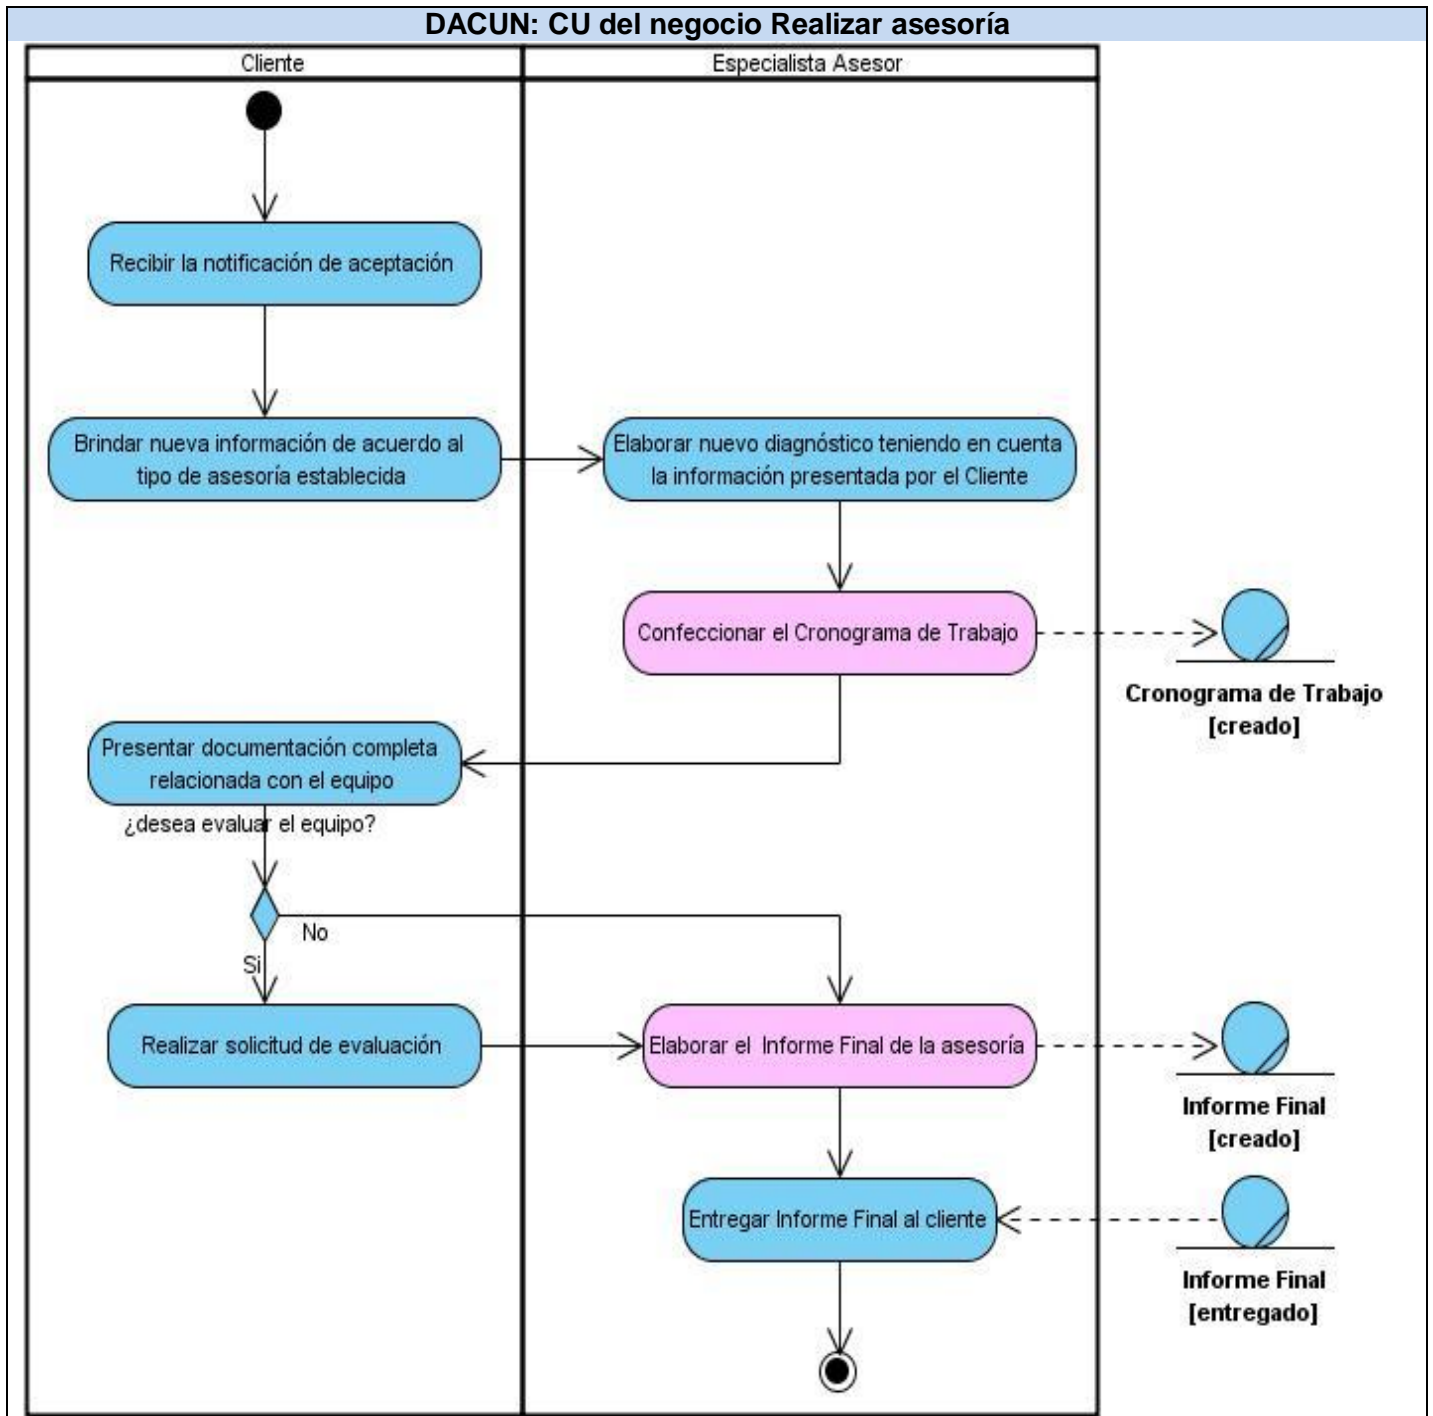 DACUN: CU del negocio Realizar asesoría
Cliente
Especialista Asesor
Recibir la notificación de aceptación
Brindar nueva información de acuerdo al
tipo de asesoría establecida
Elaborar nuevo diagnóstico teniendo en cuenta
la información presentada por el Cliente
Confeccionar el Cronograma de Trabajo
Cronograma de Trabajo
[creado]
Presentar documentación completa
relacionada con el equipo
¿desea evaluar el equipo?
No
Si
Realizar solicitud de evaluación
Elaborar el Informe Final de la asesoría
Informe Final
[creado]
Entregar Informe Final al cliente
Informe Final
[entregado]